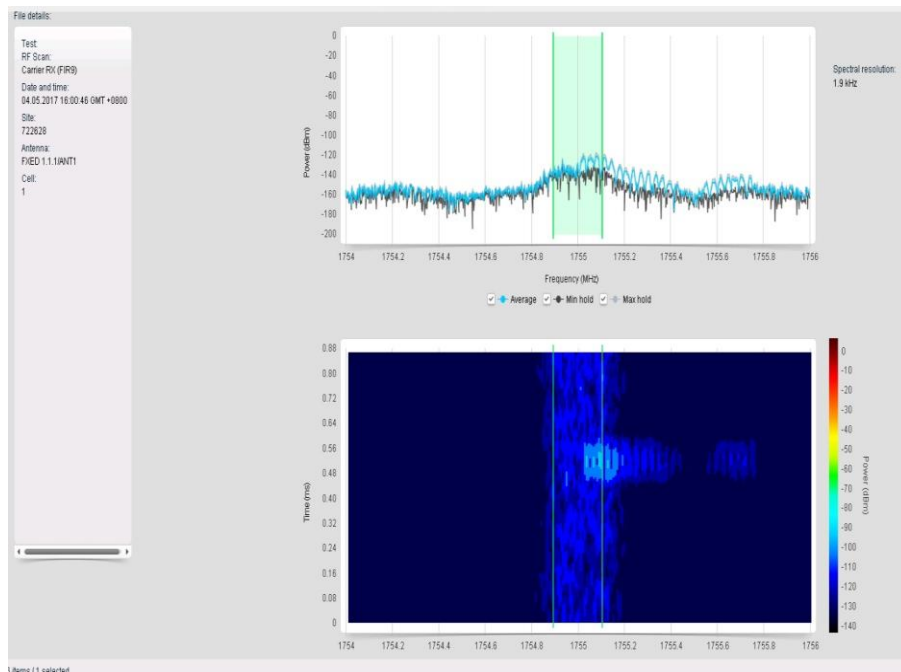 File details:
Test:
RF Scan:
Carrier RX (FIR9)
Date and time:
04.05.2017 16:00:46 GMT +0800
Site:
722628
Antenna:
FXED 1.1.1/ANT1
Cell:
1
Power (dBm)
0
-20
-40
-60
-80
-100
-120
-140
-160
-180
-200
1754 1754.2 1754.4 1754.6 1754.8 1755 1755.2 1755.4 1755.6 1755.8 1756
Frequency (MHz)
Average Min hold Max hold
Spectral resolution:
1.9 kHz
Time (ms)
0.88
0.80
0.72
0.64
0.56
0.48
0.40
0.32
0.24
0.16
0.08
0
1754 1754.2 1754.4 1754.6 1754.8 1755 1755.2 1755.4 1755.6 1755.8 1756
0
-10
-20
-30
-40
-50
-60
-70
-80
-90
-100
-110
-120
-130
-140
Power (dBm)
items (1 selected